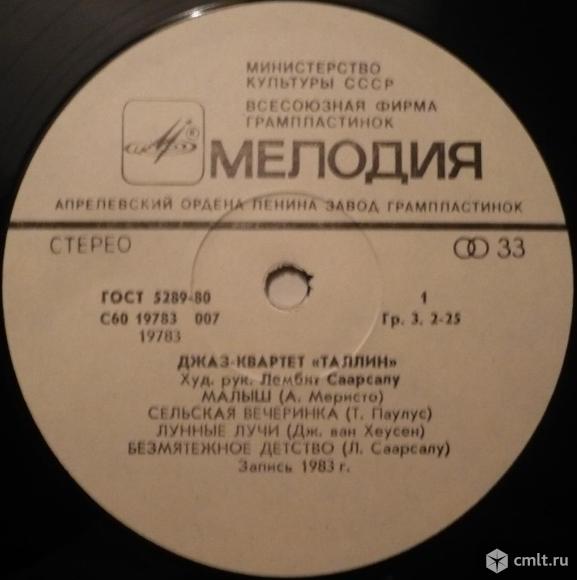 МИНИСТЕРСТВО
КУЛЬТУРЫ СССР
ВСЕСОЮЗНАЯ ФИРМА
ГРАМПЛАСТИНОК
®
МЕЛОДИЯ
АПРЕЛЕВСКИЙ ОРДЕНА ЛЕНИНА ЗАВОД ГРАМПЛАСТИНОК
СТЕРЕО 33
ГОСТ 5289-80 1
С60 19783 007 Гр. 3. 2-25
19783
ДЖАЗ-КВАРТЕТ «ТАЛЛИН»
Худ. рук. Лембит Саарсалу
МАЛЫШ (А. Меристо)
СЕЛЬСКАЯ ВЕЧЕРИНКА (Т. Паулус)
ЛУННЫЕ ЛУЧИ (Дж. ван Хеусен)
БЕЗМЯТЕЖНОЕ ДЕТСТВО (Л. Саарсалу)
Запись 1983 г.
cmlt.ru